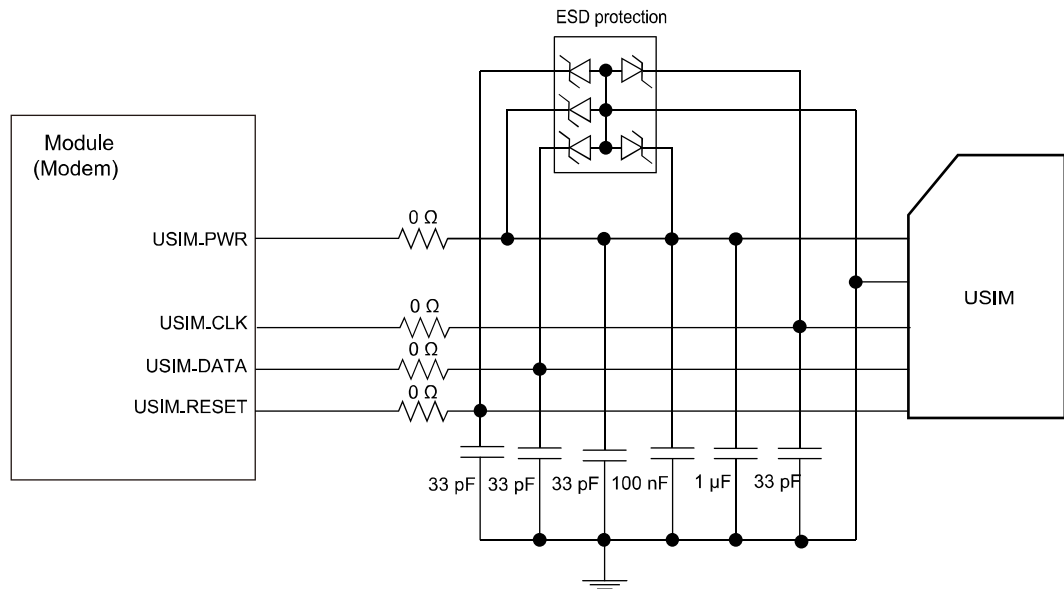 ESD protection
Module
(Modem)
0 Ω
USIM_PWR
0 Ω
USIM_CLK
0 Ω
USIM_DATA
0 Ω
USIM_RESET
USIM
33 pF 33 pF 33 pF 100 nF 1 µF 33 pF